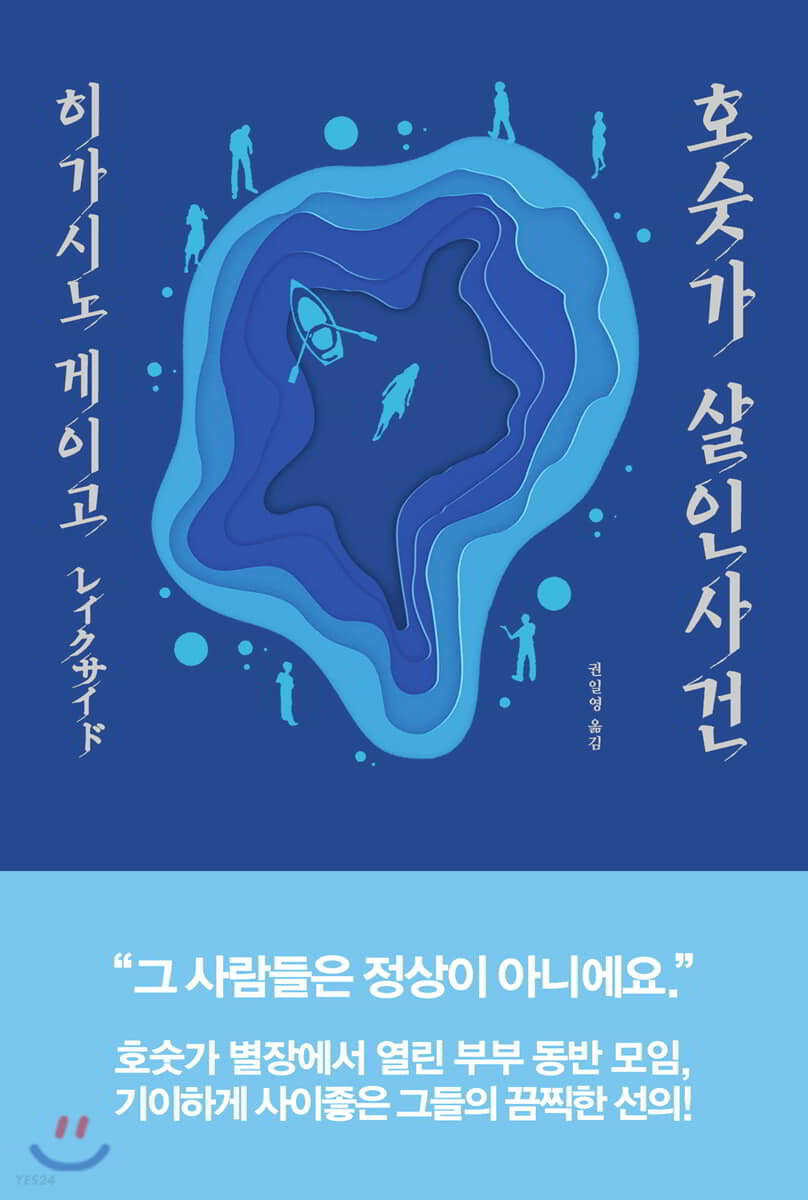 호숫가 살인사건
히가시노 게이고
レイクサイド
권일영 옮김
“그 사람들은 정상이 아니에요.”
호숫가 별장에서 열린 부부 동반 모임,
기이하게 사이좋은 그들의 끔찍한 선의!
YES24